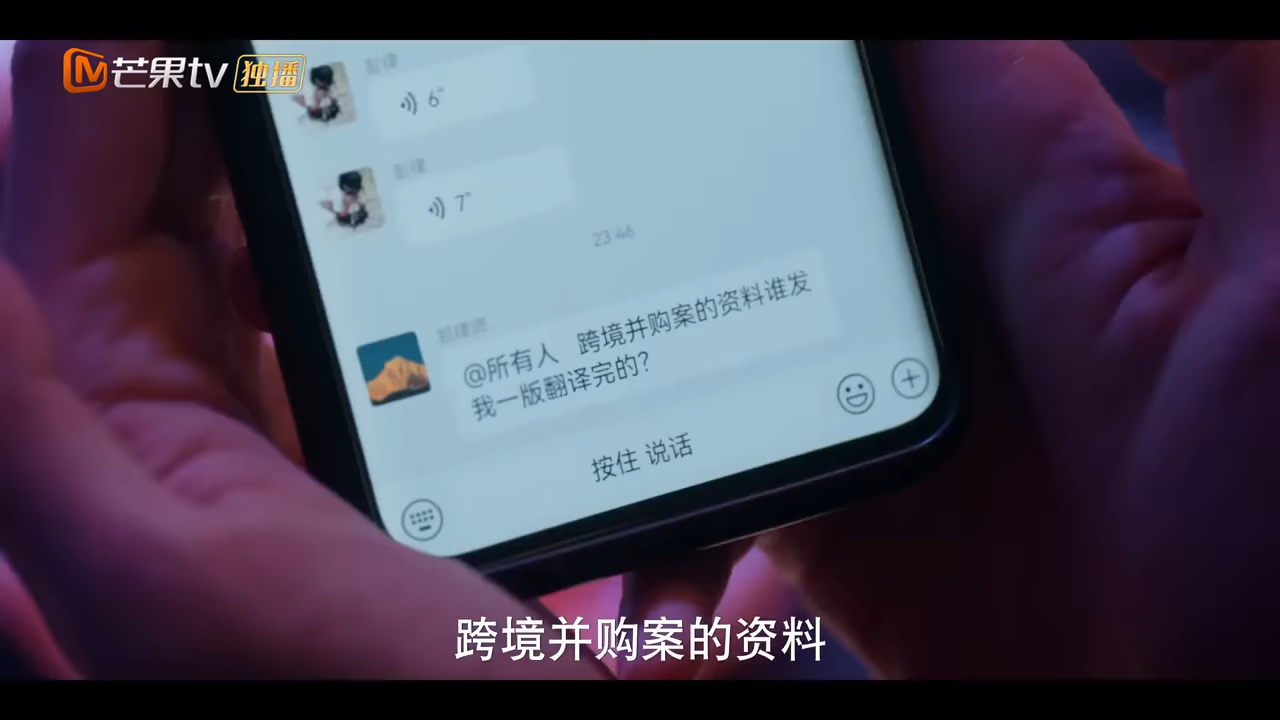 芒果tv 独播
6"
7"
23:46
@所有人 跨境并购案的资料谁发
我一版翻译完的?
按住 说话
跨境并购案的资料